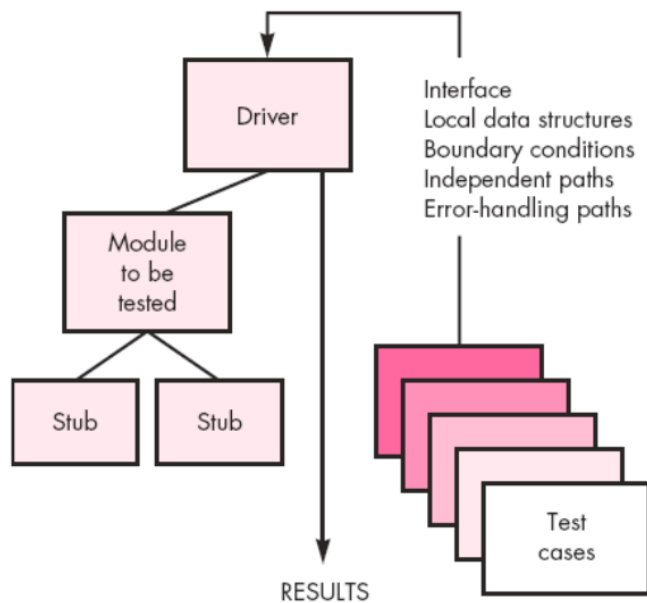 Driver
Interface
Local data structures
Boundary conditions
Independent paths
Error-handling paths
Module
to be
tested
Stub
Stub
Test
cases
RESULTS